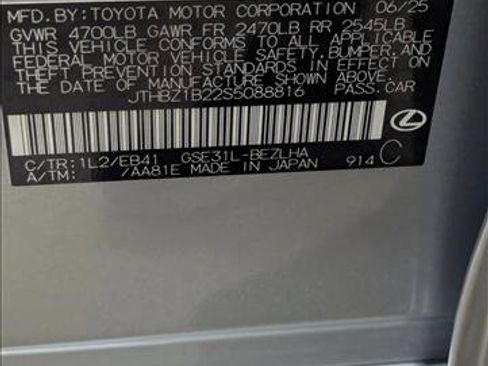 MFD.BY:TOYOTA MOTOR CORPORATION 06/25
GVWR 4700LB GAWR FR 2470LB RR 2545LB
THIS VEHICLE CONFORMS TO ALL APPLICABLE
FEDERAL MOTOR VEHICLE SAFETY,BUMPER,AND
THEFT PREVENTION STANDARDS IN EFFECT ON
THE DATE OF MANUFACTURE SHOWN ABOVE.
JTHBZ1B22S5088816 PASS.CAR
C/TR:1L2/EB41 GSE31L-BEZLHA
A/TM: /AA81E MADE IN JAPAN 914 C